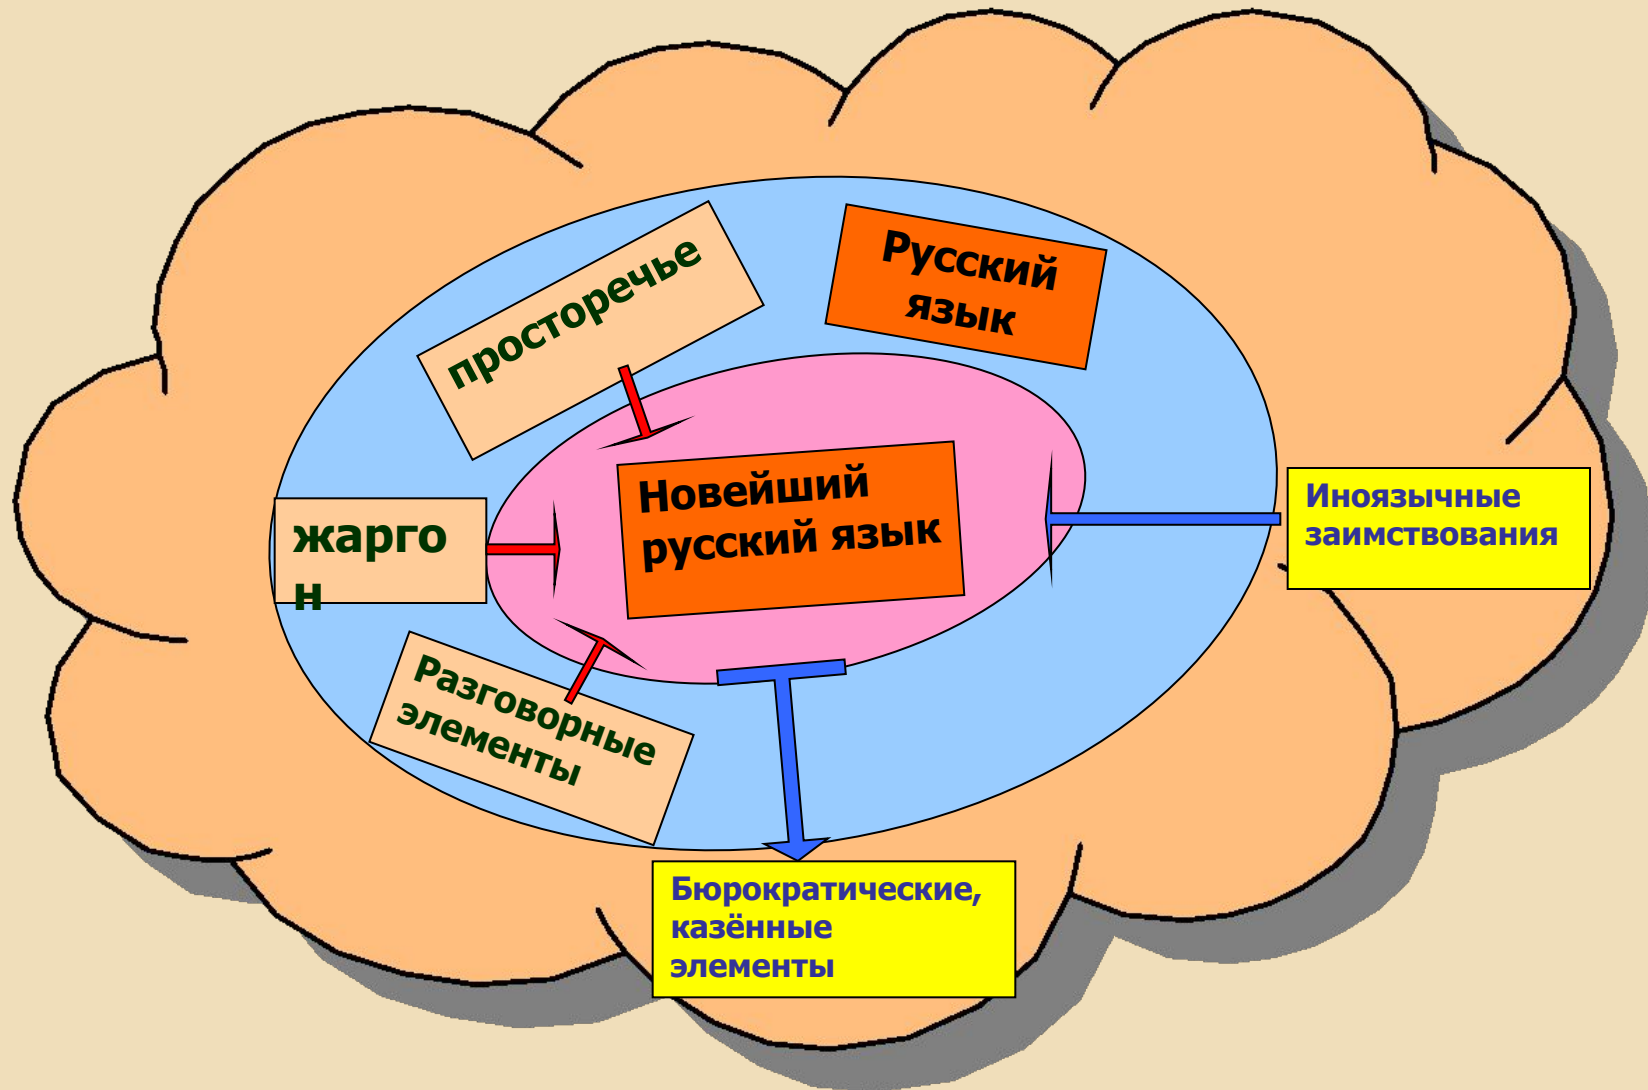 просторечье
Русский
язык
Новейший
русский язык
жарго
н
Иноязычные
заимствования
Разговорные
элементы
Бюрократические,
казённые
элементы